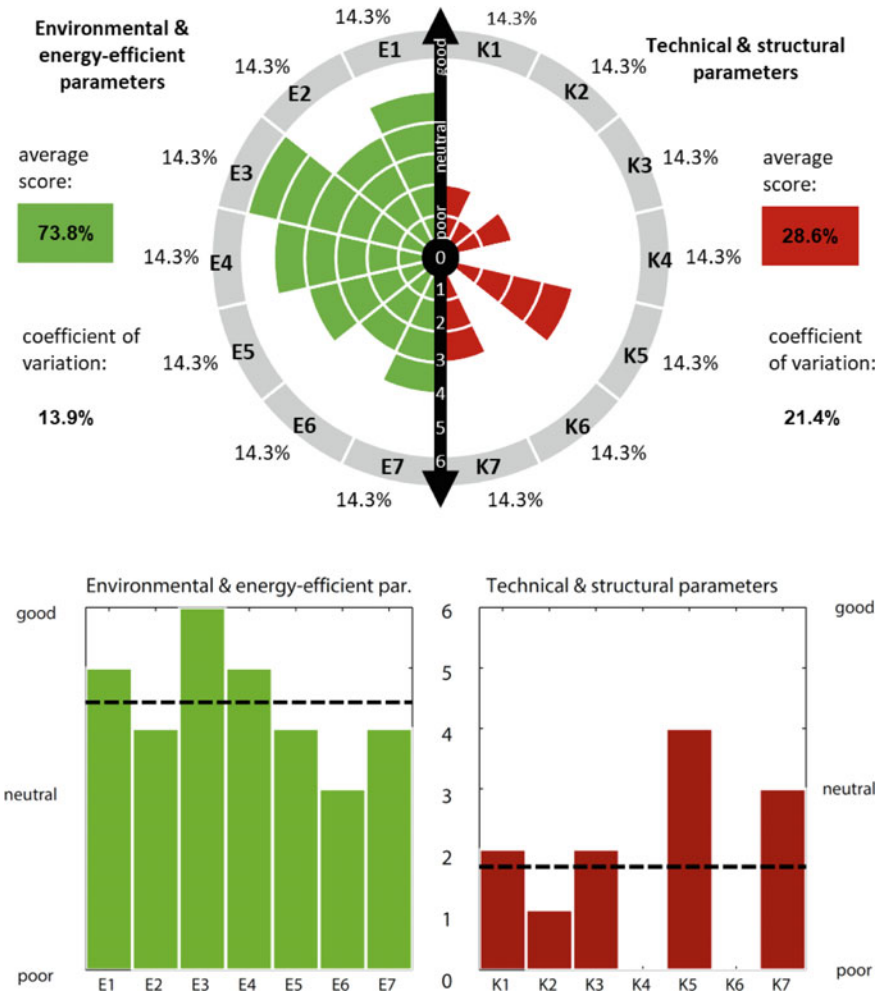 Environmental &
energy-efficient
parameters
Technical & structural
parameters
14.3%
14.3%
14.3%
14.3%
14.3%
14.3%
14.3%
14.3%
14.3%
14.3%
14.3%
14.3%
14.3%
14.3%
E1
K1
E2
K2
E3
K3
E4
K4
E5
K5
E6
K6
E7
K7
good
neutral
poor
0
1
2
3
4
5
6
average
score:
73.8%
average
score:
28.6%
coefficient of
variation:
13.9%
coefficient
of variation:
21.4%
Environmental & energy-efficient par.
good
neutral
poor
E1 E2 E3 E4 E5 E6 E7
Technical & structural parameters
6
5
4
3
2
1
0
good
neutral
poor
K1 K2 K3 K4 K5 K6 K7